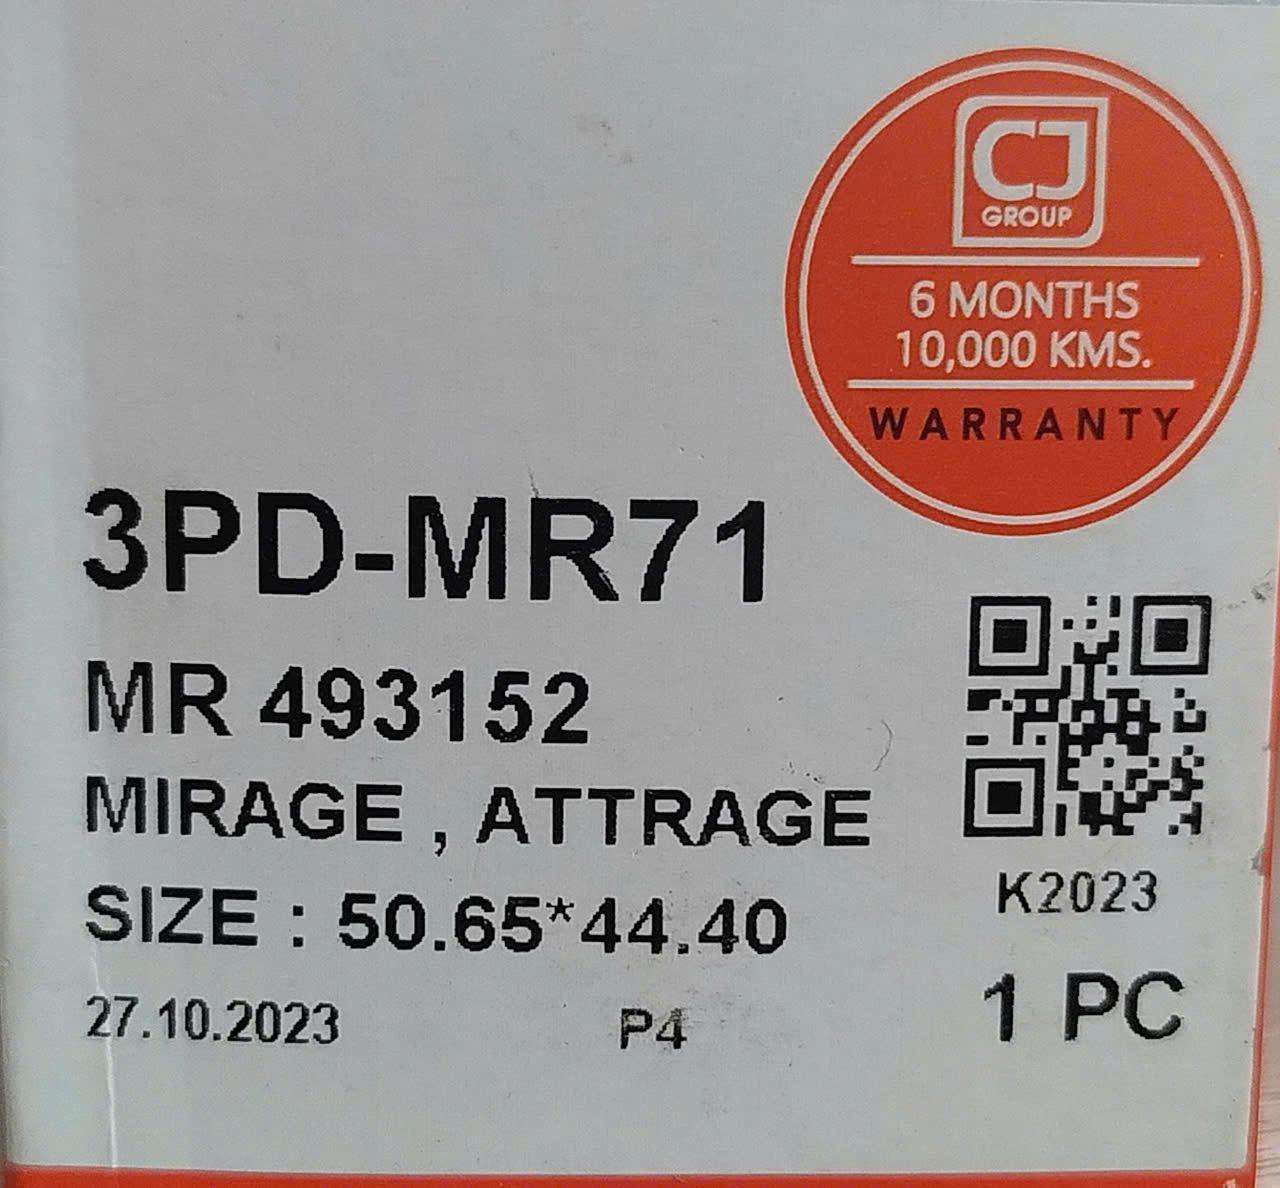 CJ
GROUP
6 MONTHS
10,000 KMS.
WARRANTY
3PD-MR71
MR 493152
MIRAGE , ATTRAGE
SIZE : 50.65*44.40
K2023
27.10.2023 P4 1 PC